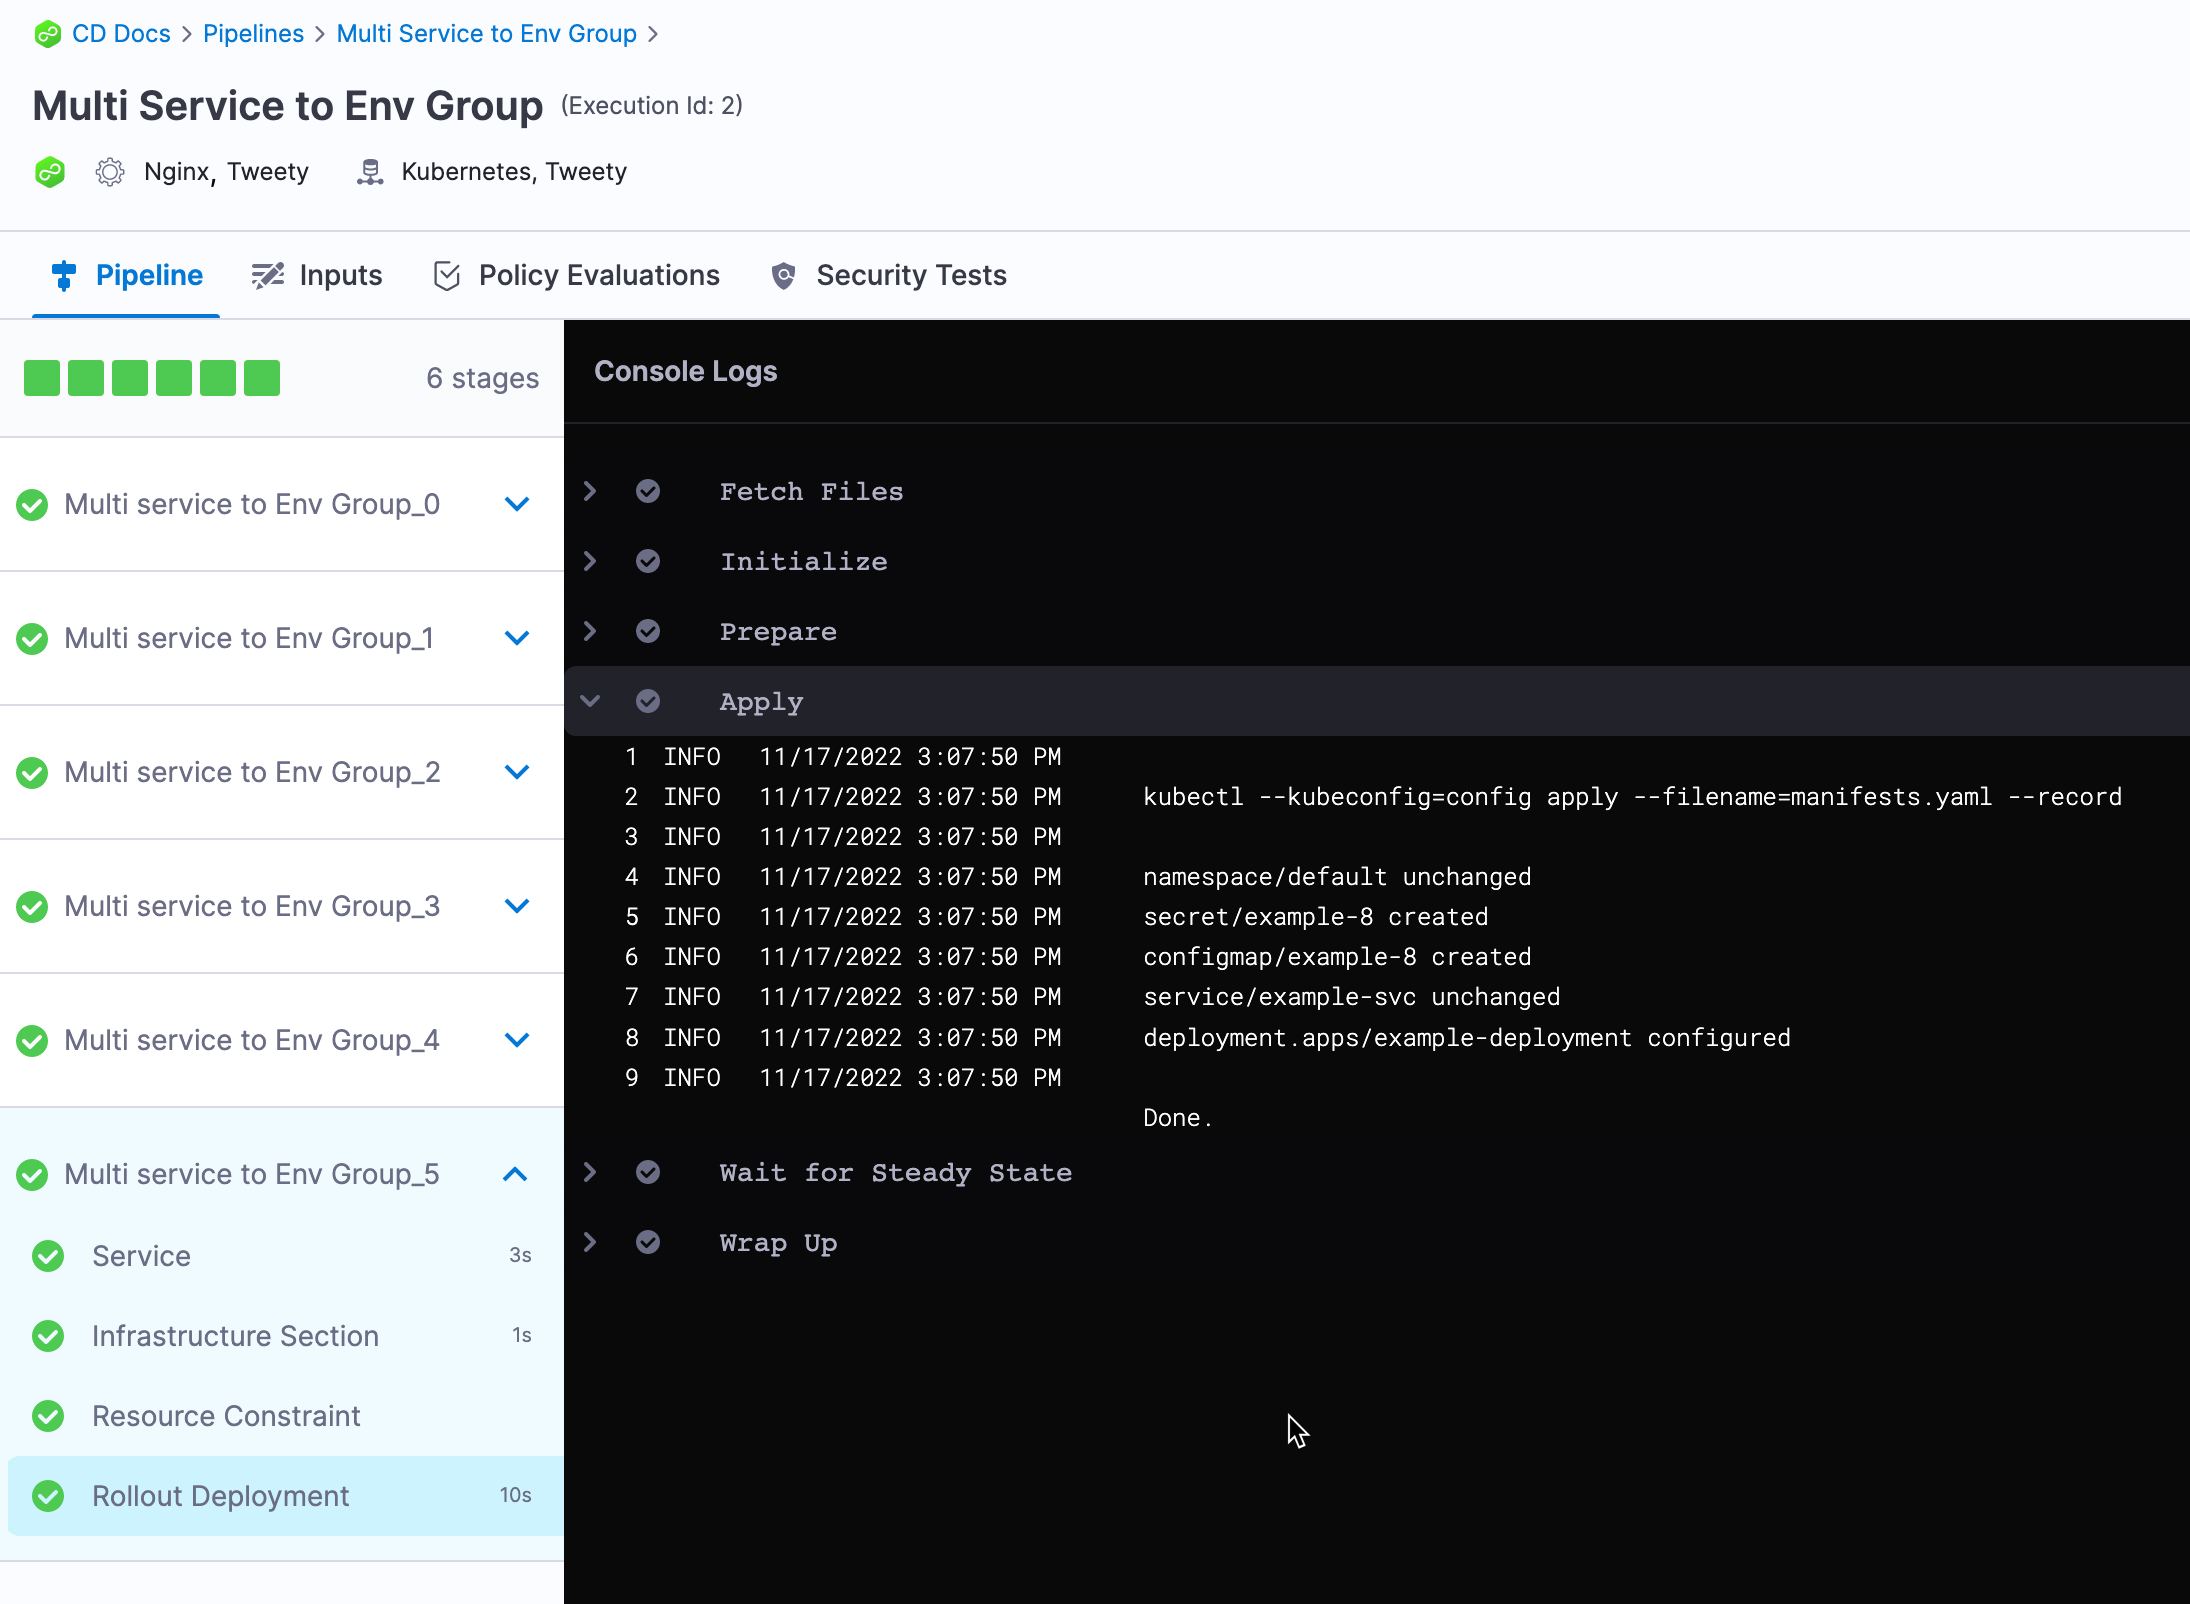 CD Docs > Pipelines > Multi Service to Env Group >
Multi Service to Env Group (Execution Id: 2)
Nginx, Tweety Kubernetes, Tweety
Pipeline Inputs Policy Evaluations Security Tests
6 stages
Multi service to Env Group_0
Multi service to Env Group_1
Multi service to Env Group_2
Multi service to Env Group_3
Multi service to Env Group_4
Multi service to Env Group_5
Service 3s
Infrastructure Section 1s
Resource Constraint
Rollout Deployment 10s
Console Logs
Fetch Files
Initialize
Prepare
Apply
1 INFO 11/17/2022 3:07:50 PM
2 INFO 11/17/2022 3:07:50 PM kubectl --kubeconfig=config apply --filename=manifests.yaml --record
3 INFO 11/17/2022 3:07:50 PM
4 INFO 11/17/2022 3:07:50 PM namespace/default unchanged
5 INFO 11/17/2022 3:07:50 PM secret/example-8 created
6 INFO 11/17/2022 3:07:50 PM configmap/example-8 created
7 INFO 11/17/2022 3:07:50 PM service/example-svc unchanged
8 INFO 11/17/2022 3:07:50 PM deployment.apps/example-deployment configured
9 INFO 11/17/2022 3:07:50 PM
Done.
Wait for Steady State
Wrap Up